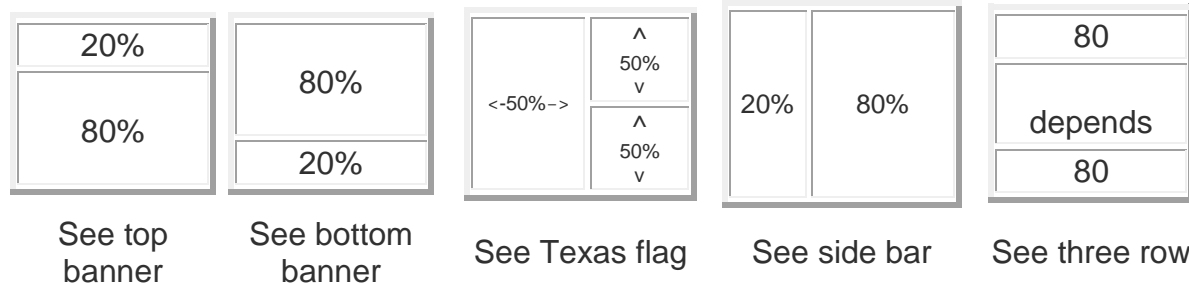 20%
80%
See top
banner
80%
20%
See bottom
banner
<-50%->
^
50%
v
^
50%
v
See Texas flag
20%
80%
See side bar
80
depends
80
See three row